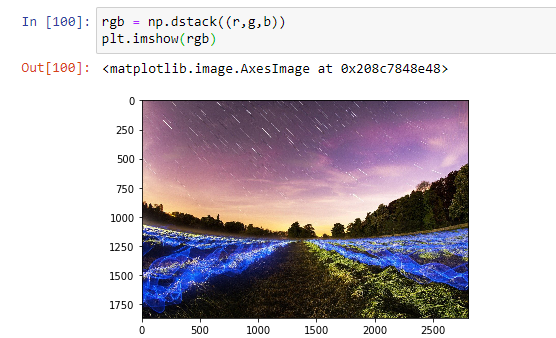 In [100]: rgb = np.dstack((r,g,b))
plt.imshow(rgb)
Out[100]: <matplotlib.image.AxesImage at 0x208c7848e48>
0
250
500
750
1000
1250
1500
1750
0 500 1000 1500 2000 2500